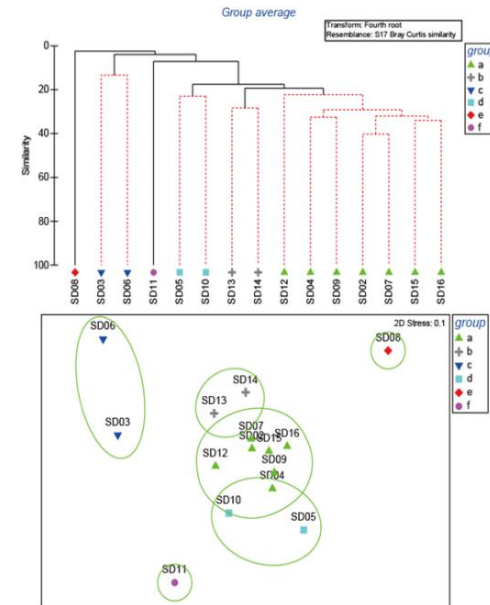 Group average
Transform: Fourth root
Resemblance: S17 Bray Curtis similarity
group
a
b
c
d
e
f
Similarity
0
20
40
60
80
100
SD08
SD03
SD06
SD11
SD05
SD10
SD13
SD14
SD12
SD04
SD09
SD02
SD07
SD15
SD16
2D Stress: 0.1
group
a
b
c
d
e
f
SD06
SD08
SD14
SD13
SD03
SD07
SD02
SD15
SD16
SD12
SD09
SD04
SD10
SD05
SD11